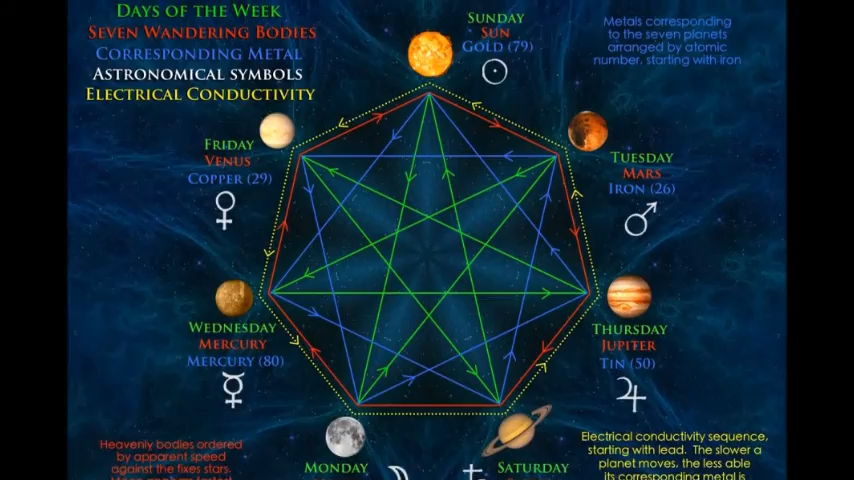 DAYS OF THE WEEK
SEVEN WANDERING BODIES
CORRESPONDING METAL
ASTRONOMICAL SYMBOLS
ELECTRICAL CONDUCTIVITY
SUNDAY
SUN
GOLD (79)
Metals corresponding
to the seven planets
arranged by atomic
number, starting with iron
FRIDAY
VENUS
COPPER (29)
TUESDAY
MARS
IRON (26)
WEDNESDAY
MERCURY
MERCURY (80)
THURSDAY
JUPITER
TIN (50)
MONDAY
SATURDAY
Heavenly bodies ordered
by apparent speed
against the fixes stars.
Electrical conductivity sequence,
starting with lead. The slower a
planet moves, the less able
its corresponding metal is